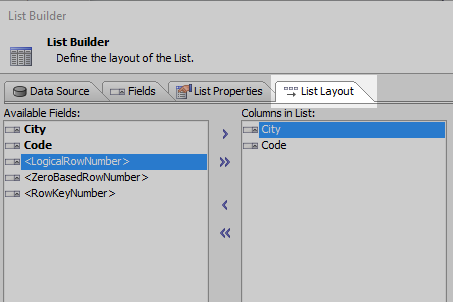 List Builder
List Builder
Define the layout of the List.
Data Source Fields List Properties List Layout
Available Fields: Columns in List:
City City
Code Code
<LogicalRowNumber>
<ZeroBasedRowNumber>
<RowKeyNumber>